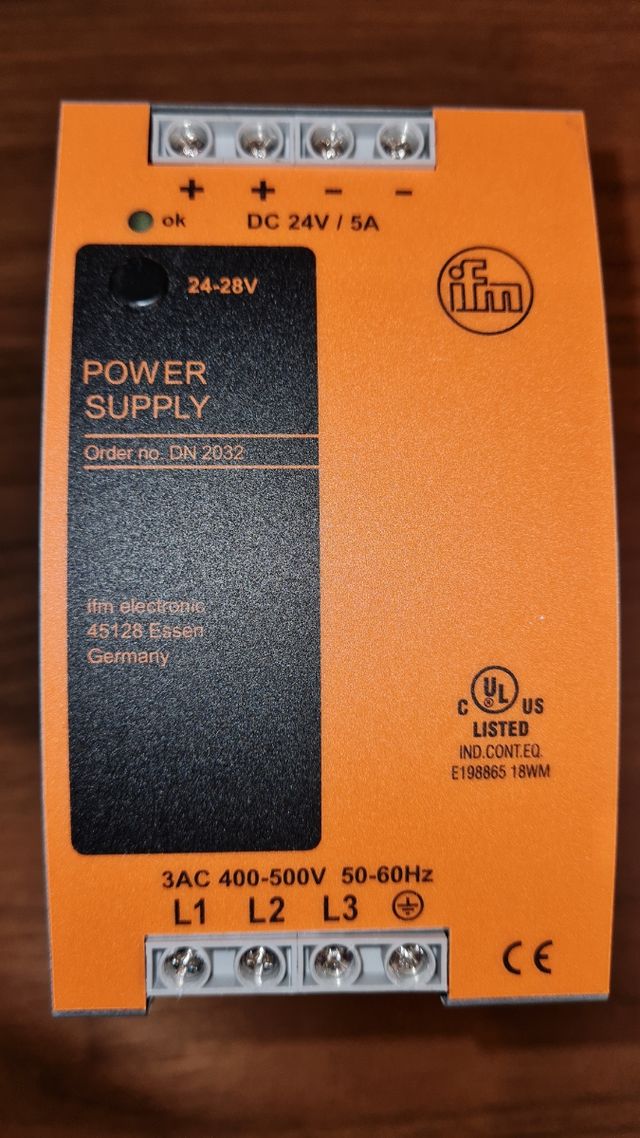 + + - -
ok DC 24V / 5A
24-28V
ifm
POWER
SUPPLY
Order no. DN 2032
ifm electronic
45128 Essen
Germany
C UL US
®
LISTED
IND.CONT.EQ.
E198865 18WM
3AC 400-500V 50-60Hz
L1 L2 L3
CE